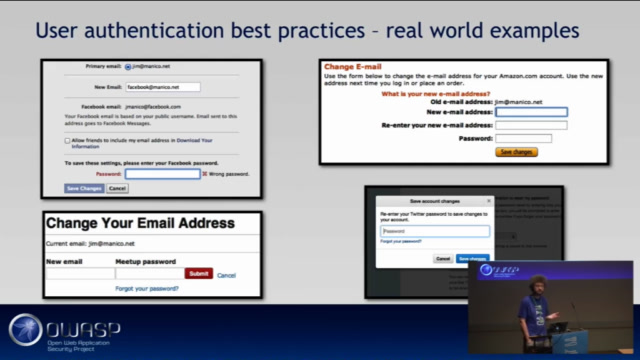 User authentication best practices – real world examples
Primary email: jim@manico.net
New Email: facebook@manico.net
Facebook email: jmanico@facebook.com
Your Facebook email is based on your public username. Email sent to this
address goes to Facebook Messages.
Allow friends to include my email address in Download Your
Information
To save these settings, please enter your Facebook password.
Password: Wrong password.
Save Changes Cancel
Change E-mail
Use the form below to change the e-mail address for your Amazon.com account. Use the new
address next time you log in or place an order.
What is your new e-mail address?
Old e-mail address: jim@manico.net
New e-mail address:
Re-enter your new e-mail address:
Password:
Save changes
Change Your Email Address
Current email: jim@manico.net
New email Meetup password
Submit Cancel
Forgot your password?
Save account changes
Re-enter your Twitter password to save changes to
your account.
Password
Forgot your password?
Cancel Save changes
OWASP
Open Web Application
Security Project